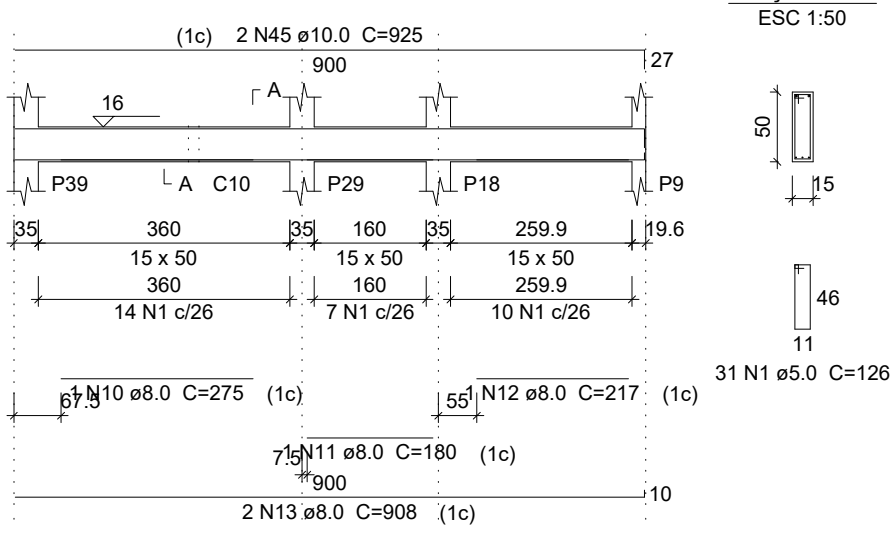 ESC 1:50
(1c) 2 N45 ø10.0 C=925
900
27
A
16
50
P39
A
C10
P29
P18
P9
15
35
360
35
160
35
259.9
19.6
15 x 50
15 x 50
15 x 50
360
160
259.9
46
14 N1 c/26
7 N1 c/26
10 N1 c/26
11
31 N1 ø5.0 C=126
67.5
1 N10 ø8.0 C=275 (1c)
55
1 N12 ø8.0 C=217 (1c)
7.5
1 N11 ø8.0 C=180 (1c)
900
10
2 N13 ø8.0 C=908 (1c)